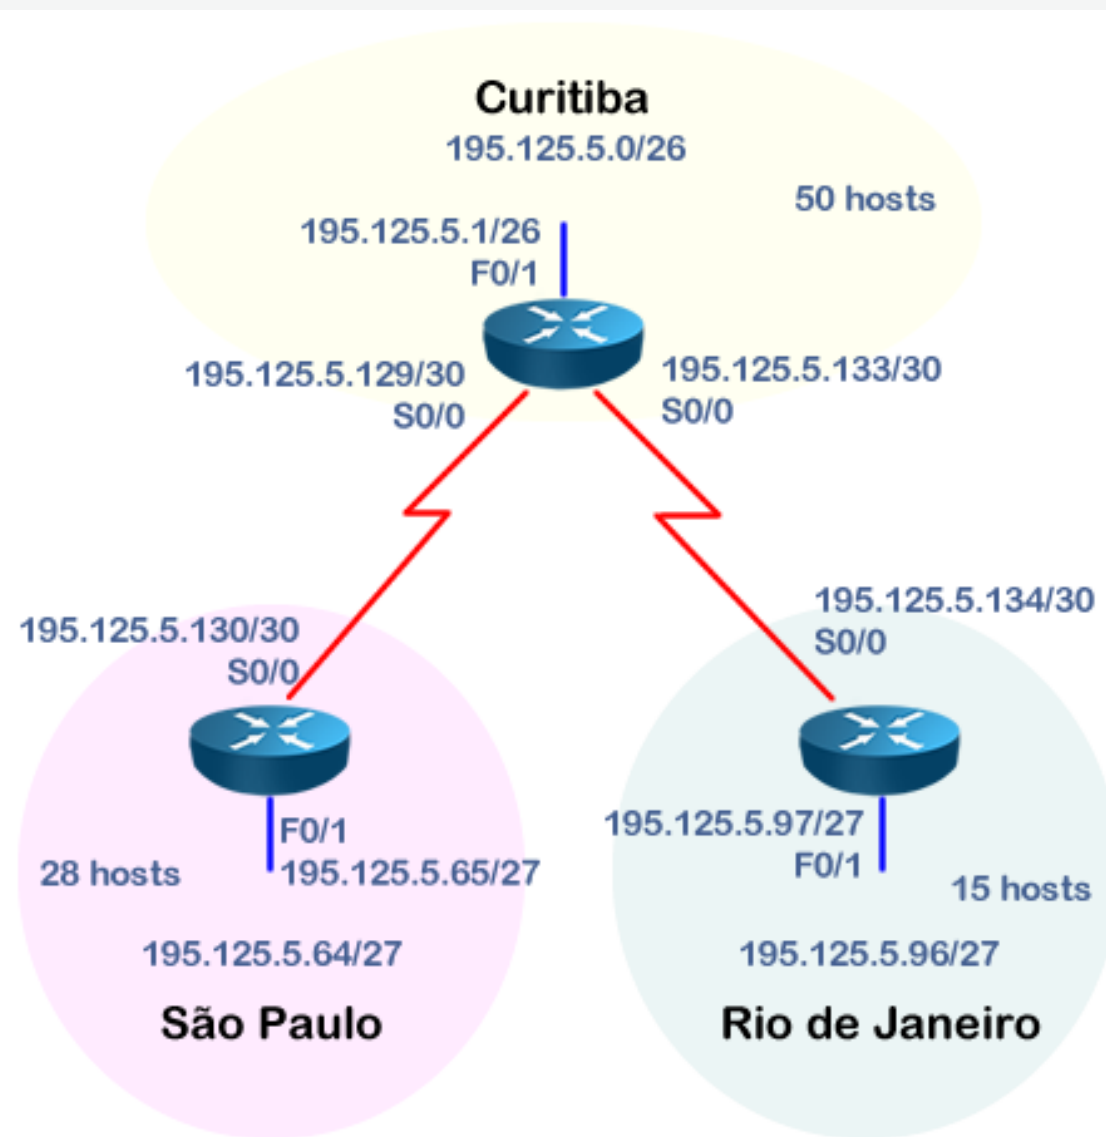 Curitiba
195.125.5.0/26
50 hosts
195.125.5.1/26
F0/1
195.125.5.129/30
S0/0
195.125.5.133/30
S0/0
195.125.5.130/30
S0/0
195.125.5.134/30
S0/0
F0/1
195.125.5.65/27
28 hosts
195.125.5.64/27
São Paulo
195.125.5.97/27
F0/1
15 hosts
195.125.5.96/27
Rio de Janeiro